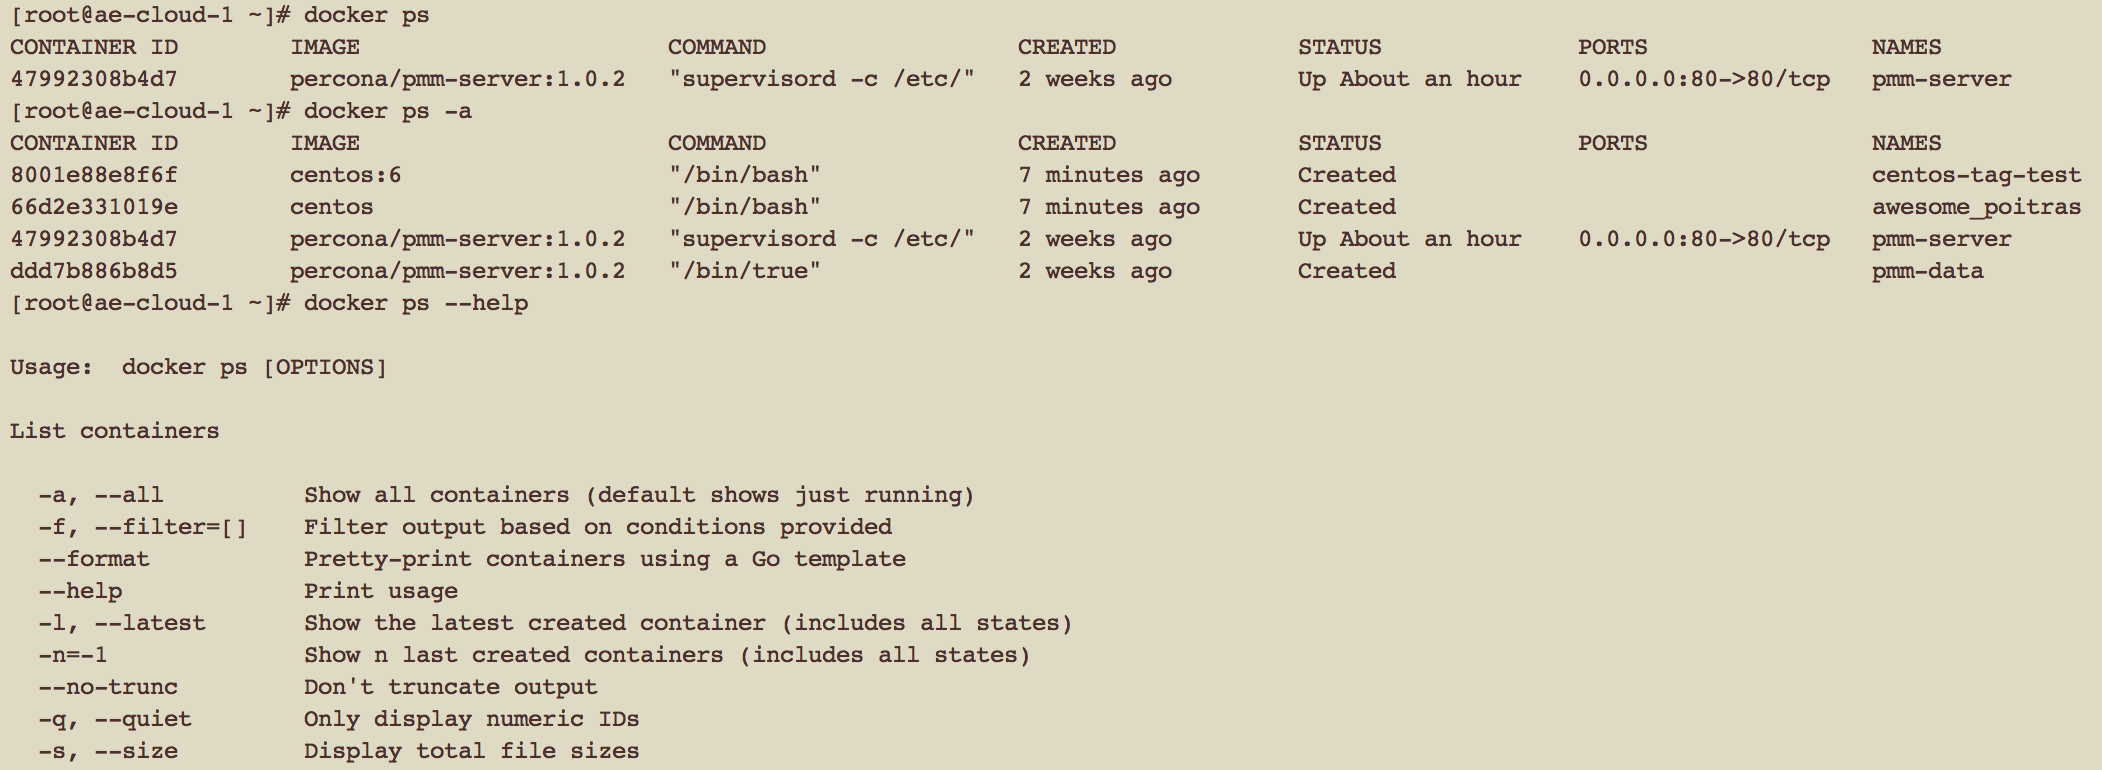 [root@ae-cloud-1 ~]# docker ps
CONTAINER ID        IMAGE                      COMMAND                  CREATED             STATUS              PORTS                NAMES
47992308b4d7        percona/pmm-server:1.0.2   "supervisord -c /etc/"   2 weeks ago         Up About an hour    0.0.0.0:80->80/tcp   pmm-server
[root@ae-cloud-1 ~]# docker ps -a
CONTAINER ID        IMAGE                      COMMAND                  CREATED             STATUS              PORTS                NAMES
8001e88e8f6f        centos:6                   "/bin/bash"              7 minutes ago       Created                                  centos-tag-test
66d2e331019e        centos                     "/bin/bash"              7 minutes ago       Created                                  awesome_poitras
47992308b4d7        percona/pmm-server:1.0.2   "supervisord -c /etc/"   2 weeks ago         Up About an hour    0.0.0.0:80->80/tcp   pmm-server
ddd7b886b8d5        percona/pmm-server:1.0.2   "/bin/true"              2 weeks ago         Created                                  pmm-data
[root@ae-cloud-1 ~]# docker ps --help

Usage:  docker ps [OPTIONS]

List containers

  -a, --all          Show all containers (default shows just running)
  -f, --filter=[]    Filter output based on conditions provided
  --format           Pretty-print containers using a Go template
  --help             Print usage
  -l, --latest       Show the latest created container (includes all states)
  -n=-1              Show n last created containers (includes all states)
  --no-trunc         Don't truncate output
  -q, --quiet        Only display numeric IDs
  -s, --size         Display total file sizes